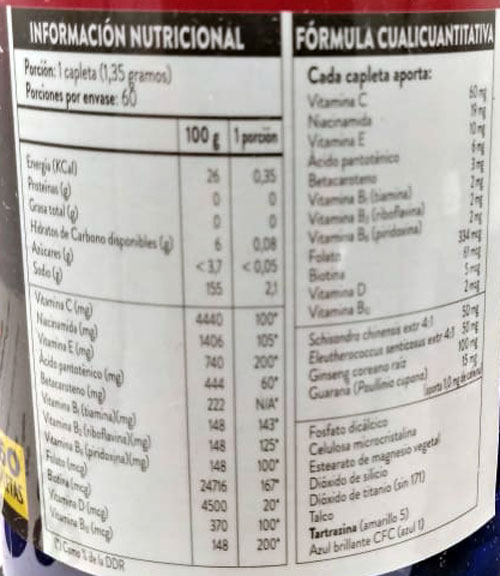 INFORMACIÓN NUTRICIONAL
Porción: 1 capleta (1,35 gramos)
Porciones por envase: 60
100 g 1 porción
Energía (KCal) 26 0,35
Proteínas (g) 0 0
Grasa total (g) 0 0
Hidratos de Carbono disponibles (g) 6 0,08
Azúcares (g) <3,7 <0,05
Sodio (g) 155 2,1
Vitamina C (mg) 4440 100*
Niacinamida (mg) 1406 105*
Vitamina E (mg) 740 200*
Ácido pantoténico (mg) 444 60*
Betacaroteno (mg) 222 N/A*
Vitamina B₁ (tiamina)(mg) 148 143*
Vitamina B₂ (riboflavina)(mg) 148 125*
Vitamina B₆ (piridoxina)(mg) 148 100*
Folato (mcg) 24716 167*
Biotina (mcg) 4500 20*
Vitamina D (mcg) 370 100*
Vitamina B₁₂ (mcg) 148 200*
(*) Como % de la DDR
FÓRMULA CUALICUANTITATIVA
Cada capleta aporta:
Vitamina C 60 mg
Niacinamida 19 mg
Vitamina E 10 mg
Ácido pantoténico 6 mg
Betacaroteno 3 mg
Vitamina B₁ (tiamina) 2 mg
Vitamina B₂ (riboflavina) 2 mg
Vitamina B₆ (piridoxina) 2 mg
Folato 334 mcg
Biotina 61 mcg
Vitamina D 5 mcg
Vitamina B₁₂ 2 mcg
Schisandra chinensis extr 4:1 50 mg
Eleutherococcus senticosus extr 4:1 50 mg
Ginseng coreano raíz 100 mg
Guaraná (Paullinia cupana) 15 mg
Fosfato dicálcico
Celulosa microcristalina
Estearato de magnesio vegetal
Dióxido de silicio
Dióxido de titanio (sin 171)
Talco
Tartrazina (amarillo 5)
Azul brillante CFC (azul 1)